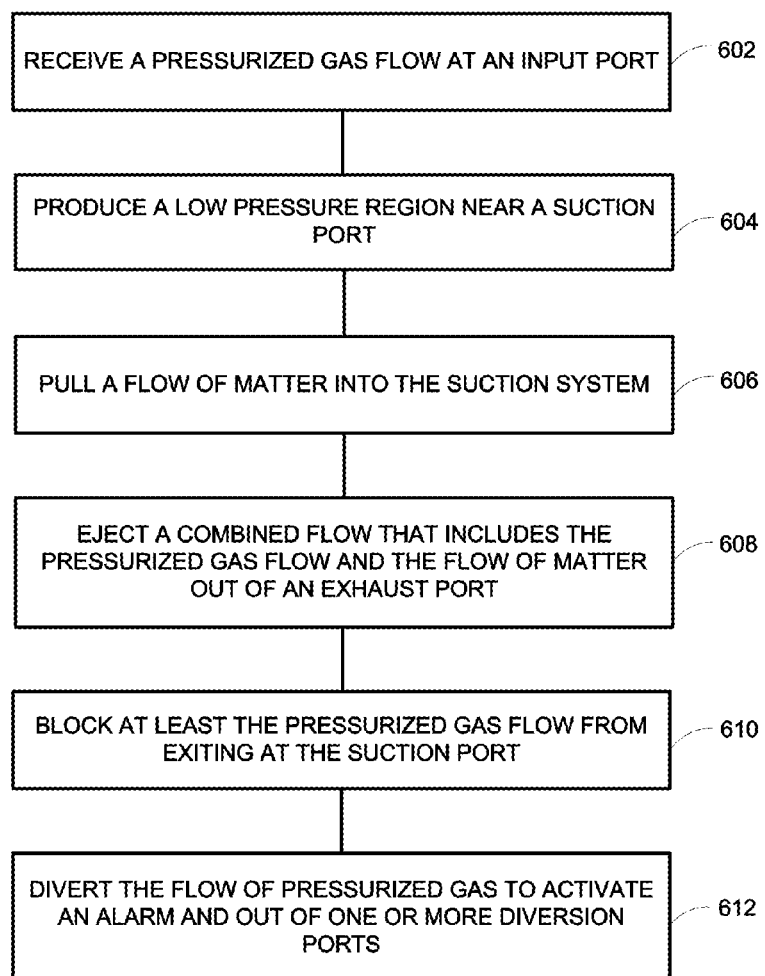 RECEIVE A PRESSURIZED GAS FLOW AT AN INPUT PORT
602
PRODUCE A LOW PRESSURE REGION NEAR A SUCTION
PORT
604
PULL A FLOW OF MATTER INTO THE SUCTION SYSTEM
606
EJECT A COMBINED FLOW THAT INCLUDES THE
PRESSURIZED GAS FLOW AND THE FLOW OF MATTER
OUT OF AN EXHAUST PORT
608
BLOCK AT LEAST THE PRESSURIZED GAS FLOW FROM
EXITING AT THE SUCTION PORT
610
DIVERT THE FLOW OF PRESSURIZED GAS TO ACTIVATE
AN ALARM AND OUT OF ONE OR MORE DIVERSION
PORTS
612